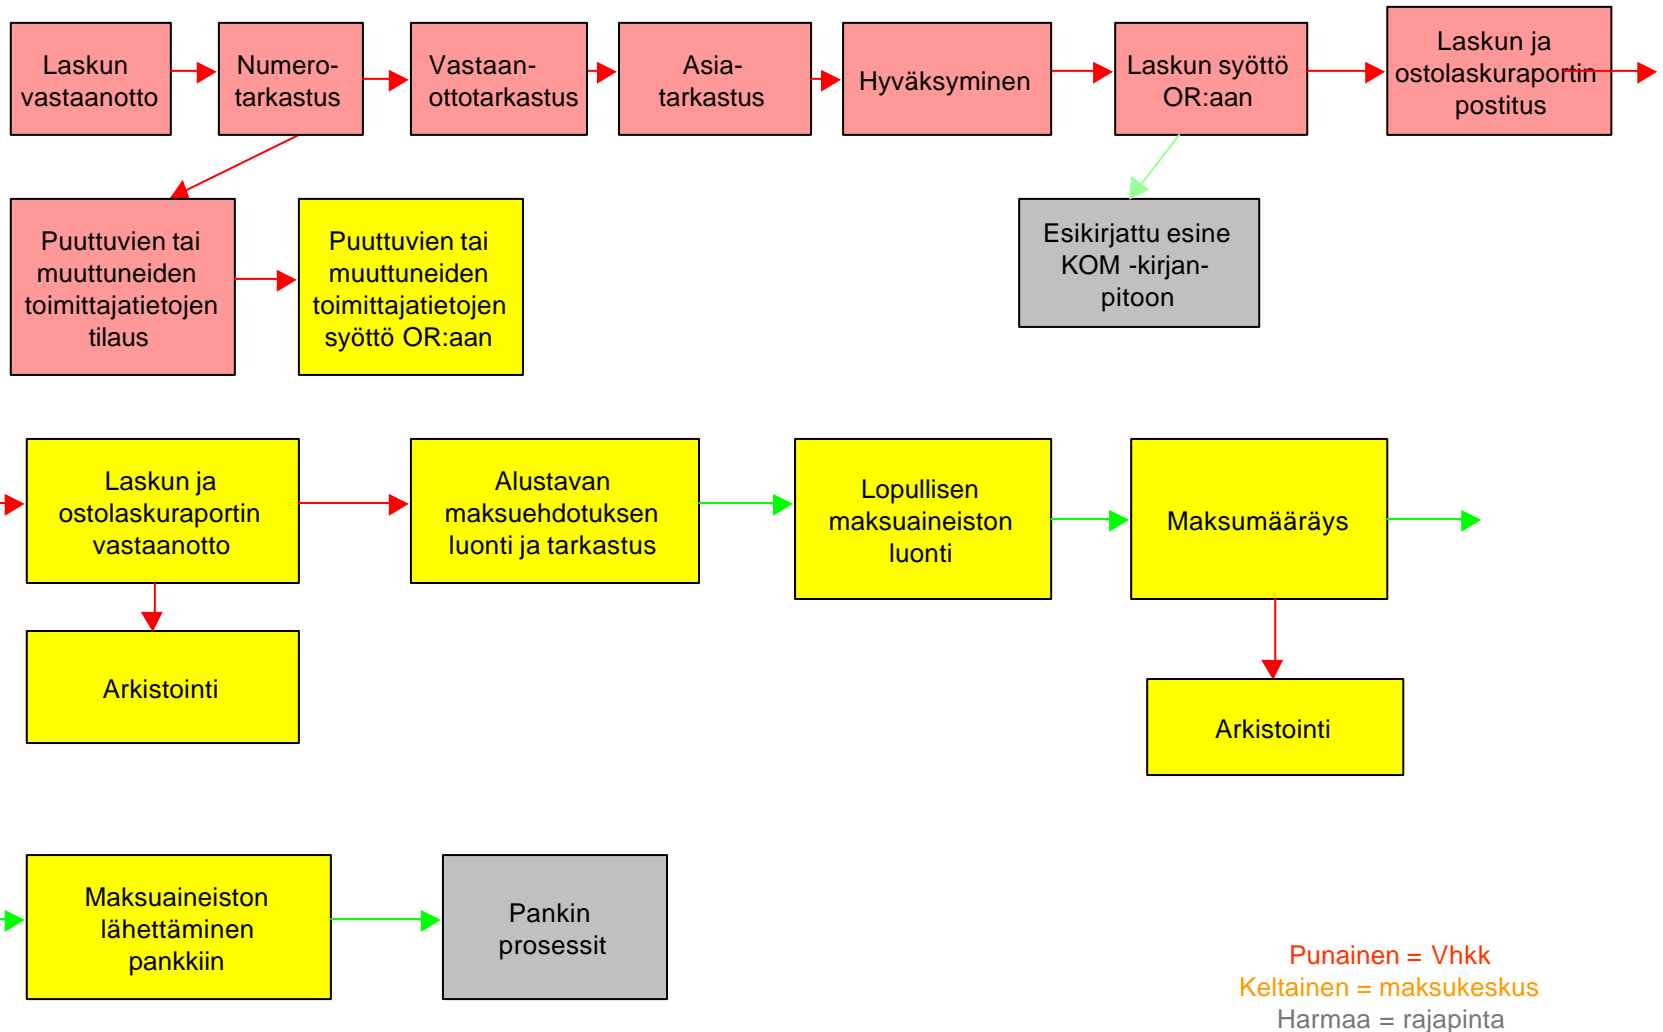 Laskun
vastaanotto
Numero-
tarkastus
Vastaan-
ottotarkastus
Asia-
tarkastus
Hyväksyminen
Laskun syöttö
OR:aan
Laskun ja
ostolaskuraportin
postitus
Puuttuvien tai
muuttuneiden
toimittajatietojen
tilaus
Puuttuvien tai
muuttuneiden
toimittajatietojen
syöttö OR:aan
Esikirjattu esine
KOM -kirjan-
pitoon
Laskun ja
ostolaskuraportin
vastaanotto
Alustavan
maksuehdotuksen
luonti ja tarkastus
Lopullisen
maksuaineiston
luonti
Maksumääräys
Arkistointi
Arkistointi
Maksuaineiston
lähettäminen
pankkiin
Pankin
prosessit
Punainen = Vhkk
Keltainen = maksukeskus
Harmaa = rajapinta